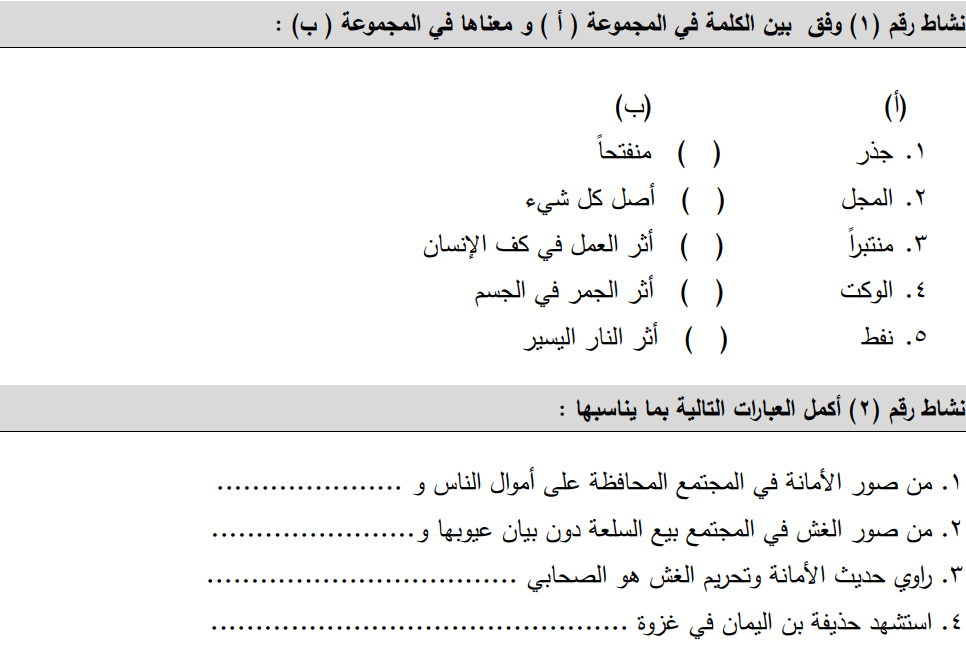 نشاط رقم (١) وفق بين الكلمة في المجموعة ( أ ) و معناها في المجموعة ( ب) :
(أ) (ب)
١. جذر ( ) منفتحاً
٢. المجل ( ) أصل كل شيء
٣. منتبراً ( ) أثر العمل في كف الإنسان
٤. الوكت ( ) أثر الجمر في الجسم
٥. نفط ( ) أثر النار اليسير
نشاط رقم (٢) أكمل العبارات التالية بما يناسبها :
١. من صور الأمانة في المجتمع المحافظة على أموال الناس و .....................
٢. من صور الغش في المجتمع بيع السلعة دون بيان عيوبها و.......................
٣. راوي حديث الأمانة وتحريم الغش هو الصحابي ...................................
٤. استشهد حذيفة بن اليمان في غزوة ...............................................